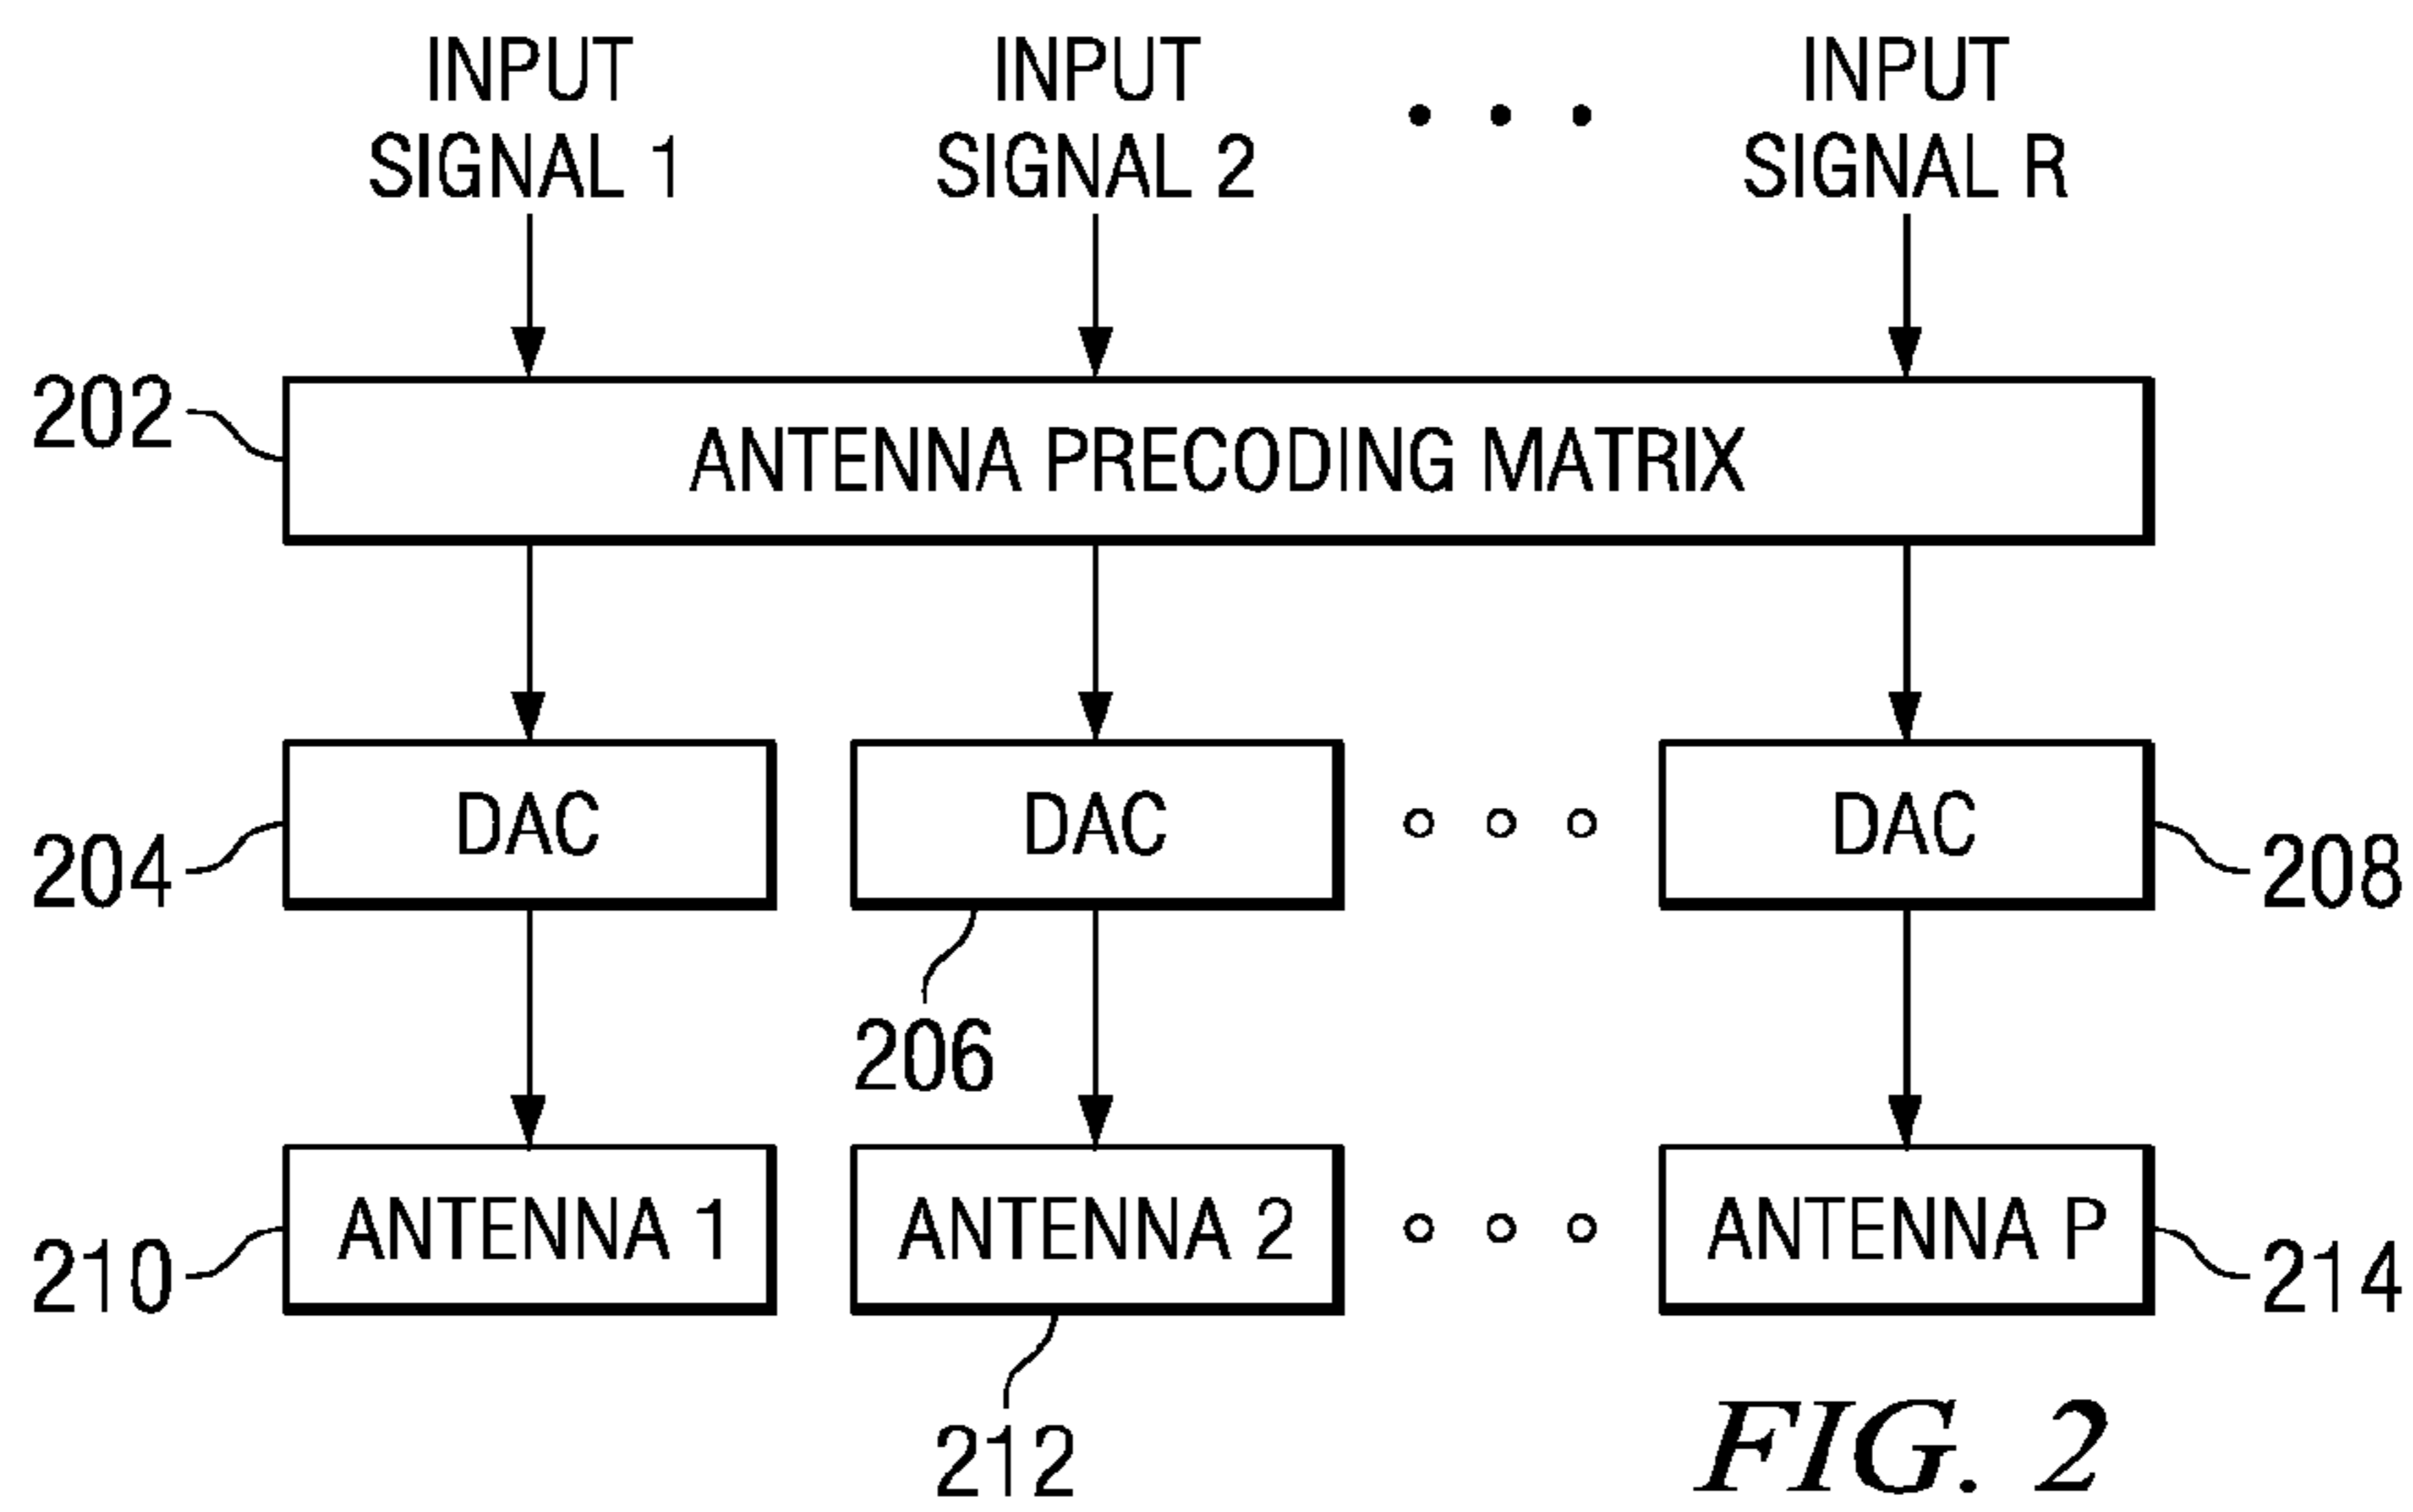 INPUT SIGNAL 1
INPUT SIGNAL 2
INPUT SIGNAL R
202
ANTENNA PRECODING MATRIX
204
DAC
DAC
DAC
208
206
210
ANTENNA 1
ANTENNA 2
ANTENNA P
214
212
FIG. 2